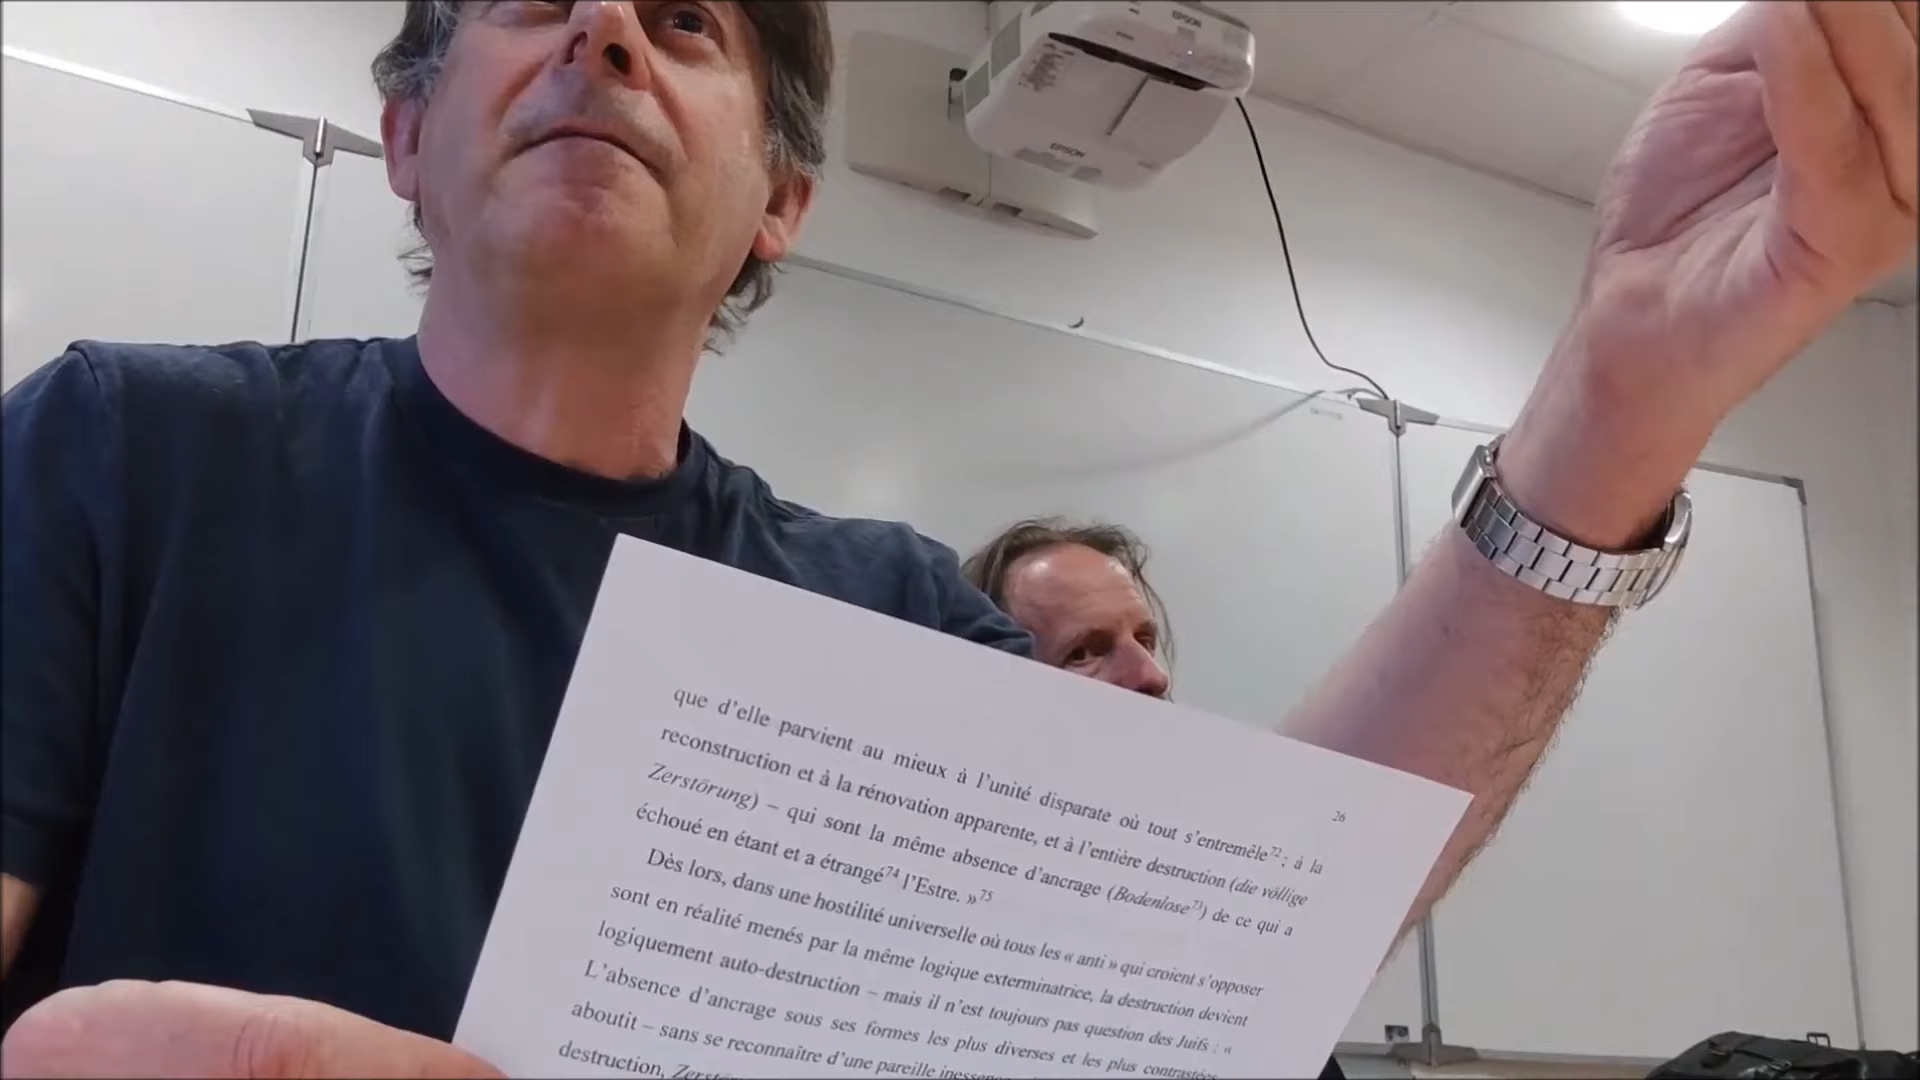 EPSON
EPSON
26
que d’elle parvient au mieux à l’unité disparate où tout s’entremêle72 ; à la
reconstruction et à la rénovation apparente, et à l’entière destruction (die völlige
Zerstörung) – qui sont la même absence d’ancrage (Bodenlose73) de ce qui a
échoué en étant et a étrangé74 l’Estre. »75
Dès lors, dans une hostilité universelle où tous les « anti » qui croient s’opposer
sont en réalité menés par la même logique exterminatrice, la destruction devient
logiquement auto-destruction – mais il n’est toujours pas question des Juifs : «
L’absence d’ancrage sous ses formes les plus diverses et les plus contrastées
aboutit – sans se reconnaître d’une pareille
destruction,